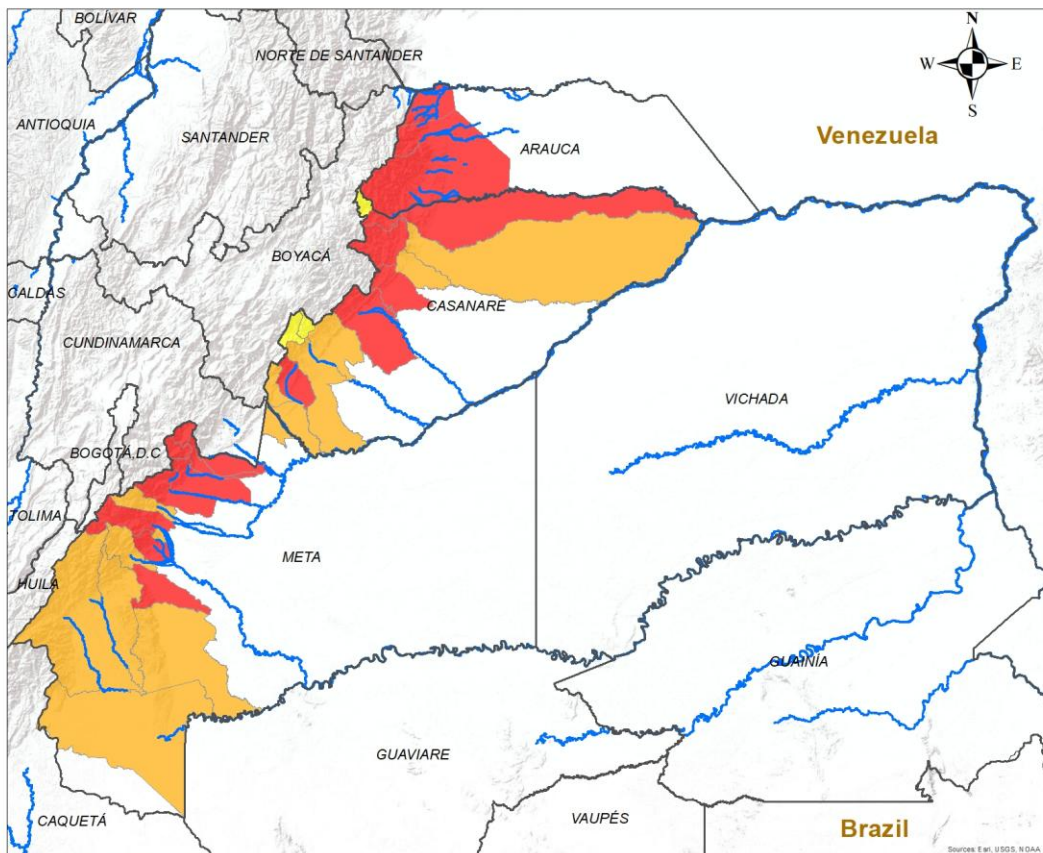 BOLÍVAR
NORTE DE SANTANDER
N
W
E
S
ANTIOQUIA
SANTANDER
Venezuela
ARAUCA
BOYACÁ
CALDAS
CASANARE
CUNDINAMARCA
VICHADA
BOGOTÁ,D.C
TOLIMA
META
HUILA
GUAINÍA
GUAVIARE
CAQUETÁ
VAUPÉS
Brazil
Sources: Esri, USGS, NOAA